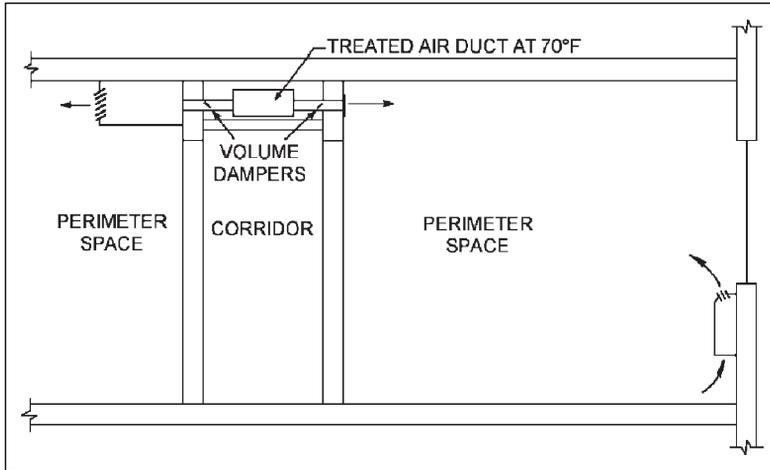 TREATED AIR DUCT AT 70°F
VOLUME
DAMPERS
PERIMETER
SPACE
CORRIDOR
PERIMETER
SPACE